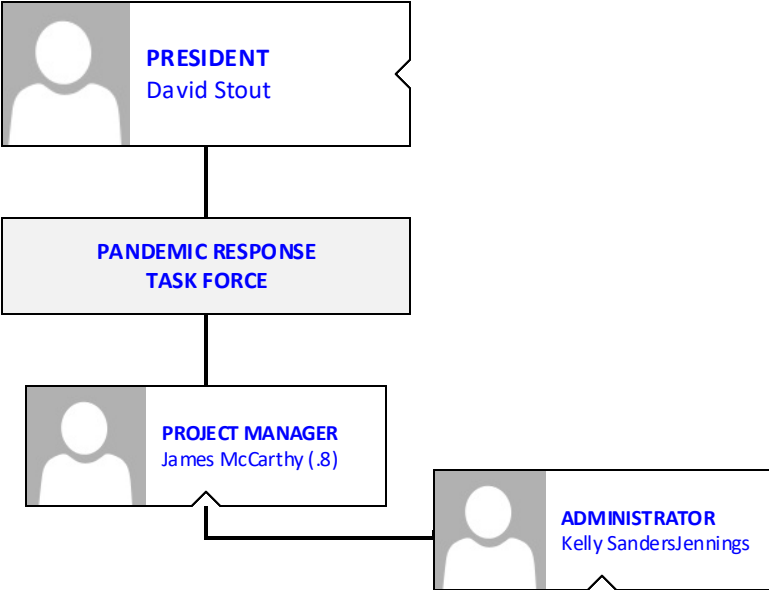 PRESIDENT
David Stout
PANDEMIC RESPONSE
TASK FORCE
PROJECT MANAGER
James McCarthy (.8)
ADMINISTRATOR
Kelly SandersJennings